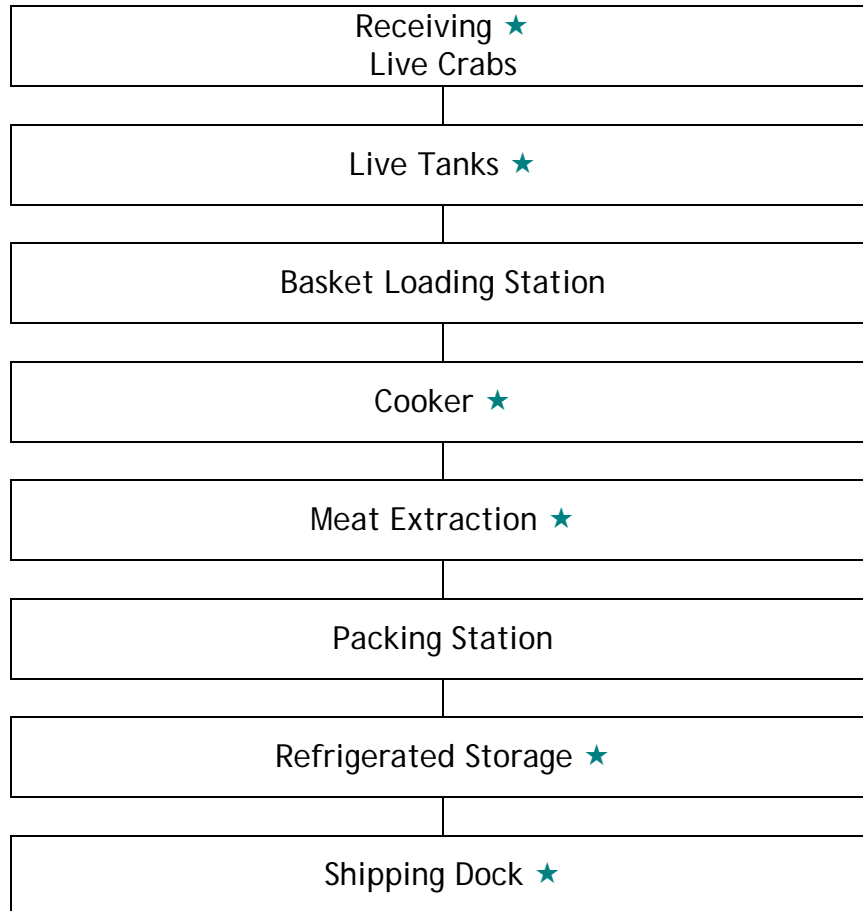 Receiving ★
Live Crabs
Live Tanks ★
Basket Loading Station
Cooker ★
Meat Extraction ★
Packing Station
Refrigerated Storage ★
Shipping Dock ★